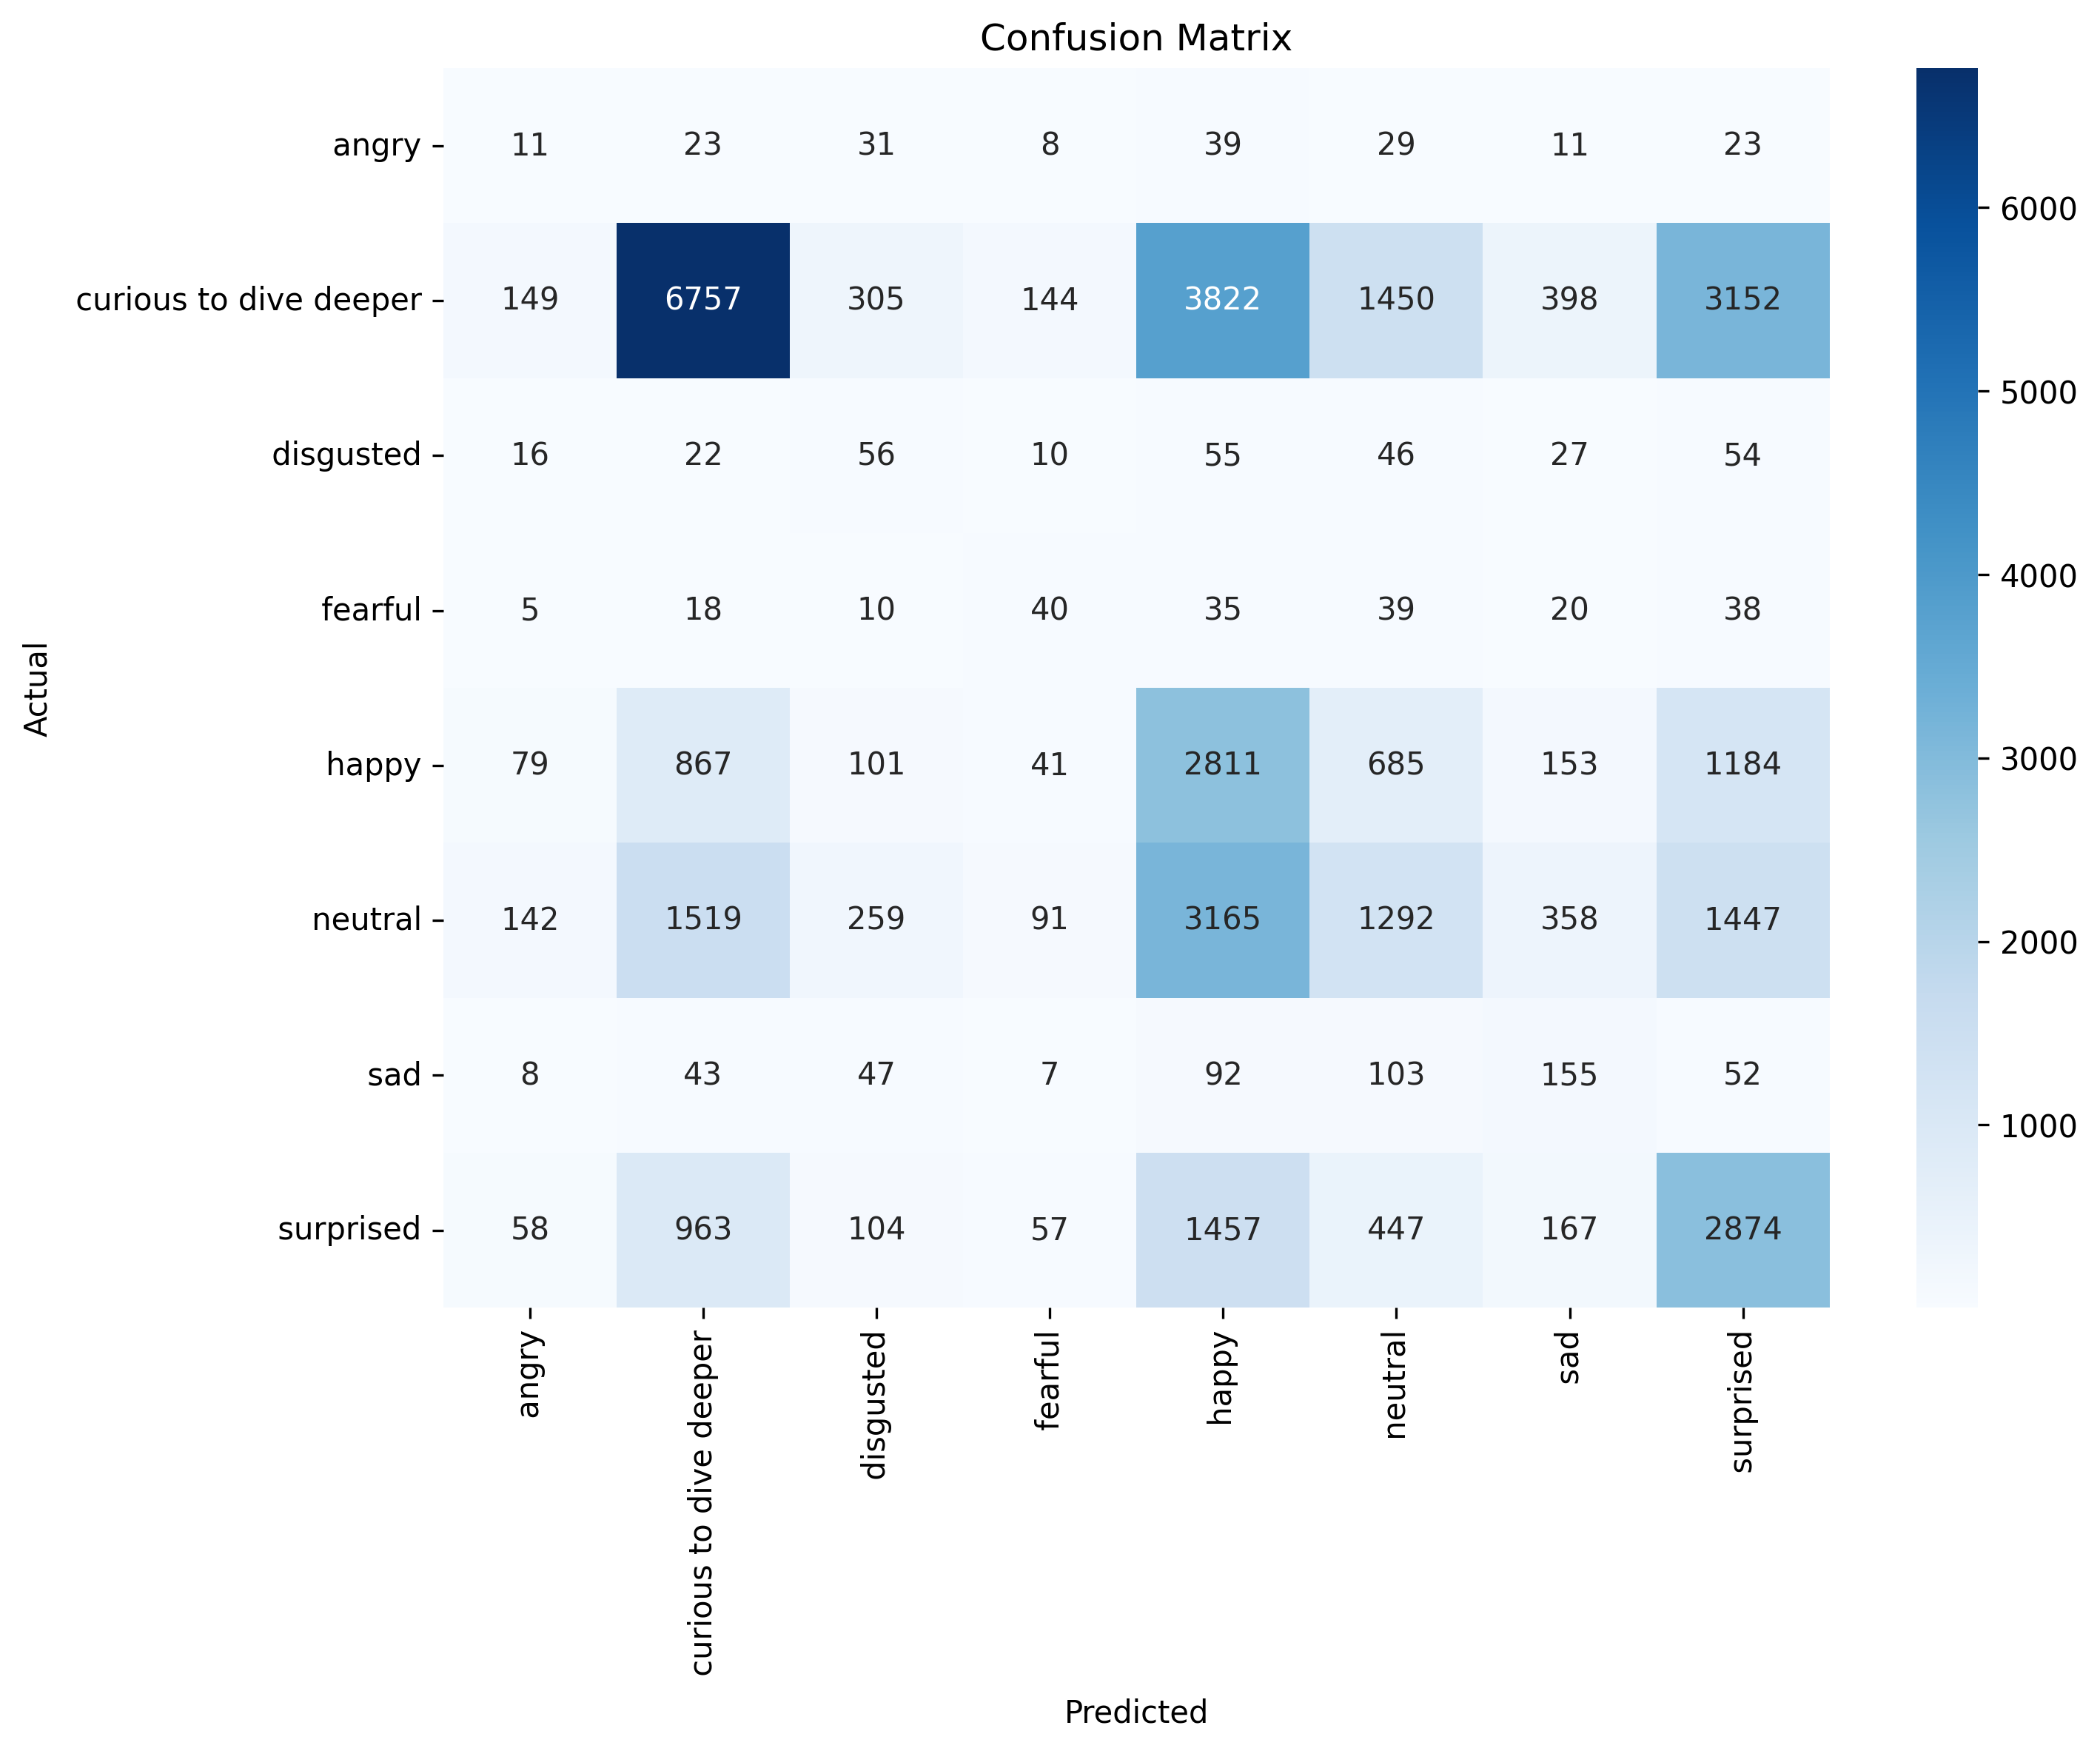 Confusion Matrix
angry 11 23 31 8 39 29 11 23
curious to dive deeper 149 6757 305 144 3822 1450 398 3152
disgusted 16 22 56 10 55 46 27 54
fearful 5 18 10 40 35 39 20 38
happy 79 867 101 41 2811 685 153 1184
neutral 142 1519 259 91 3165 1292 358 1447
sad 8 43 47 7 92 103 155 52
surprised 58 963 104 57 1457 447 167 2874
Actual
angry
curious to dive deeper
disgusted
fearful
happy
neutral
sad
surprised
Predicted
6000
5000
4000
3000
2000
1000